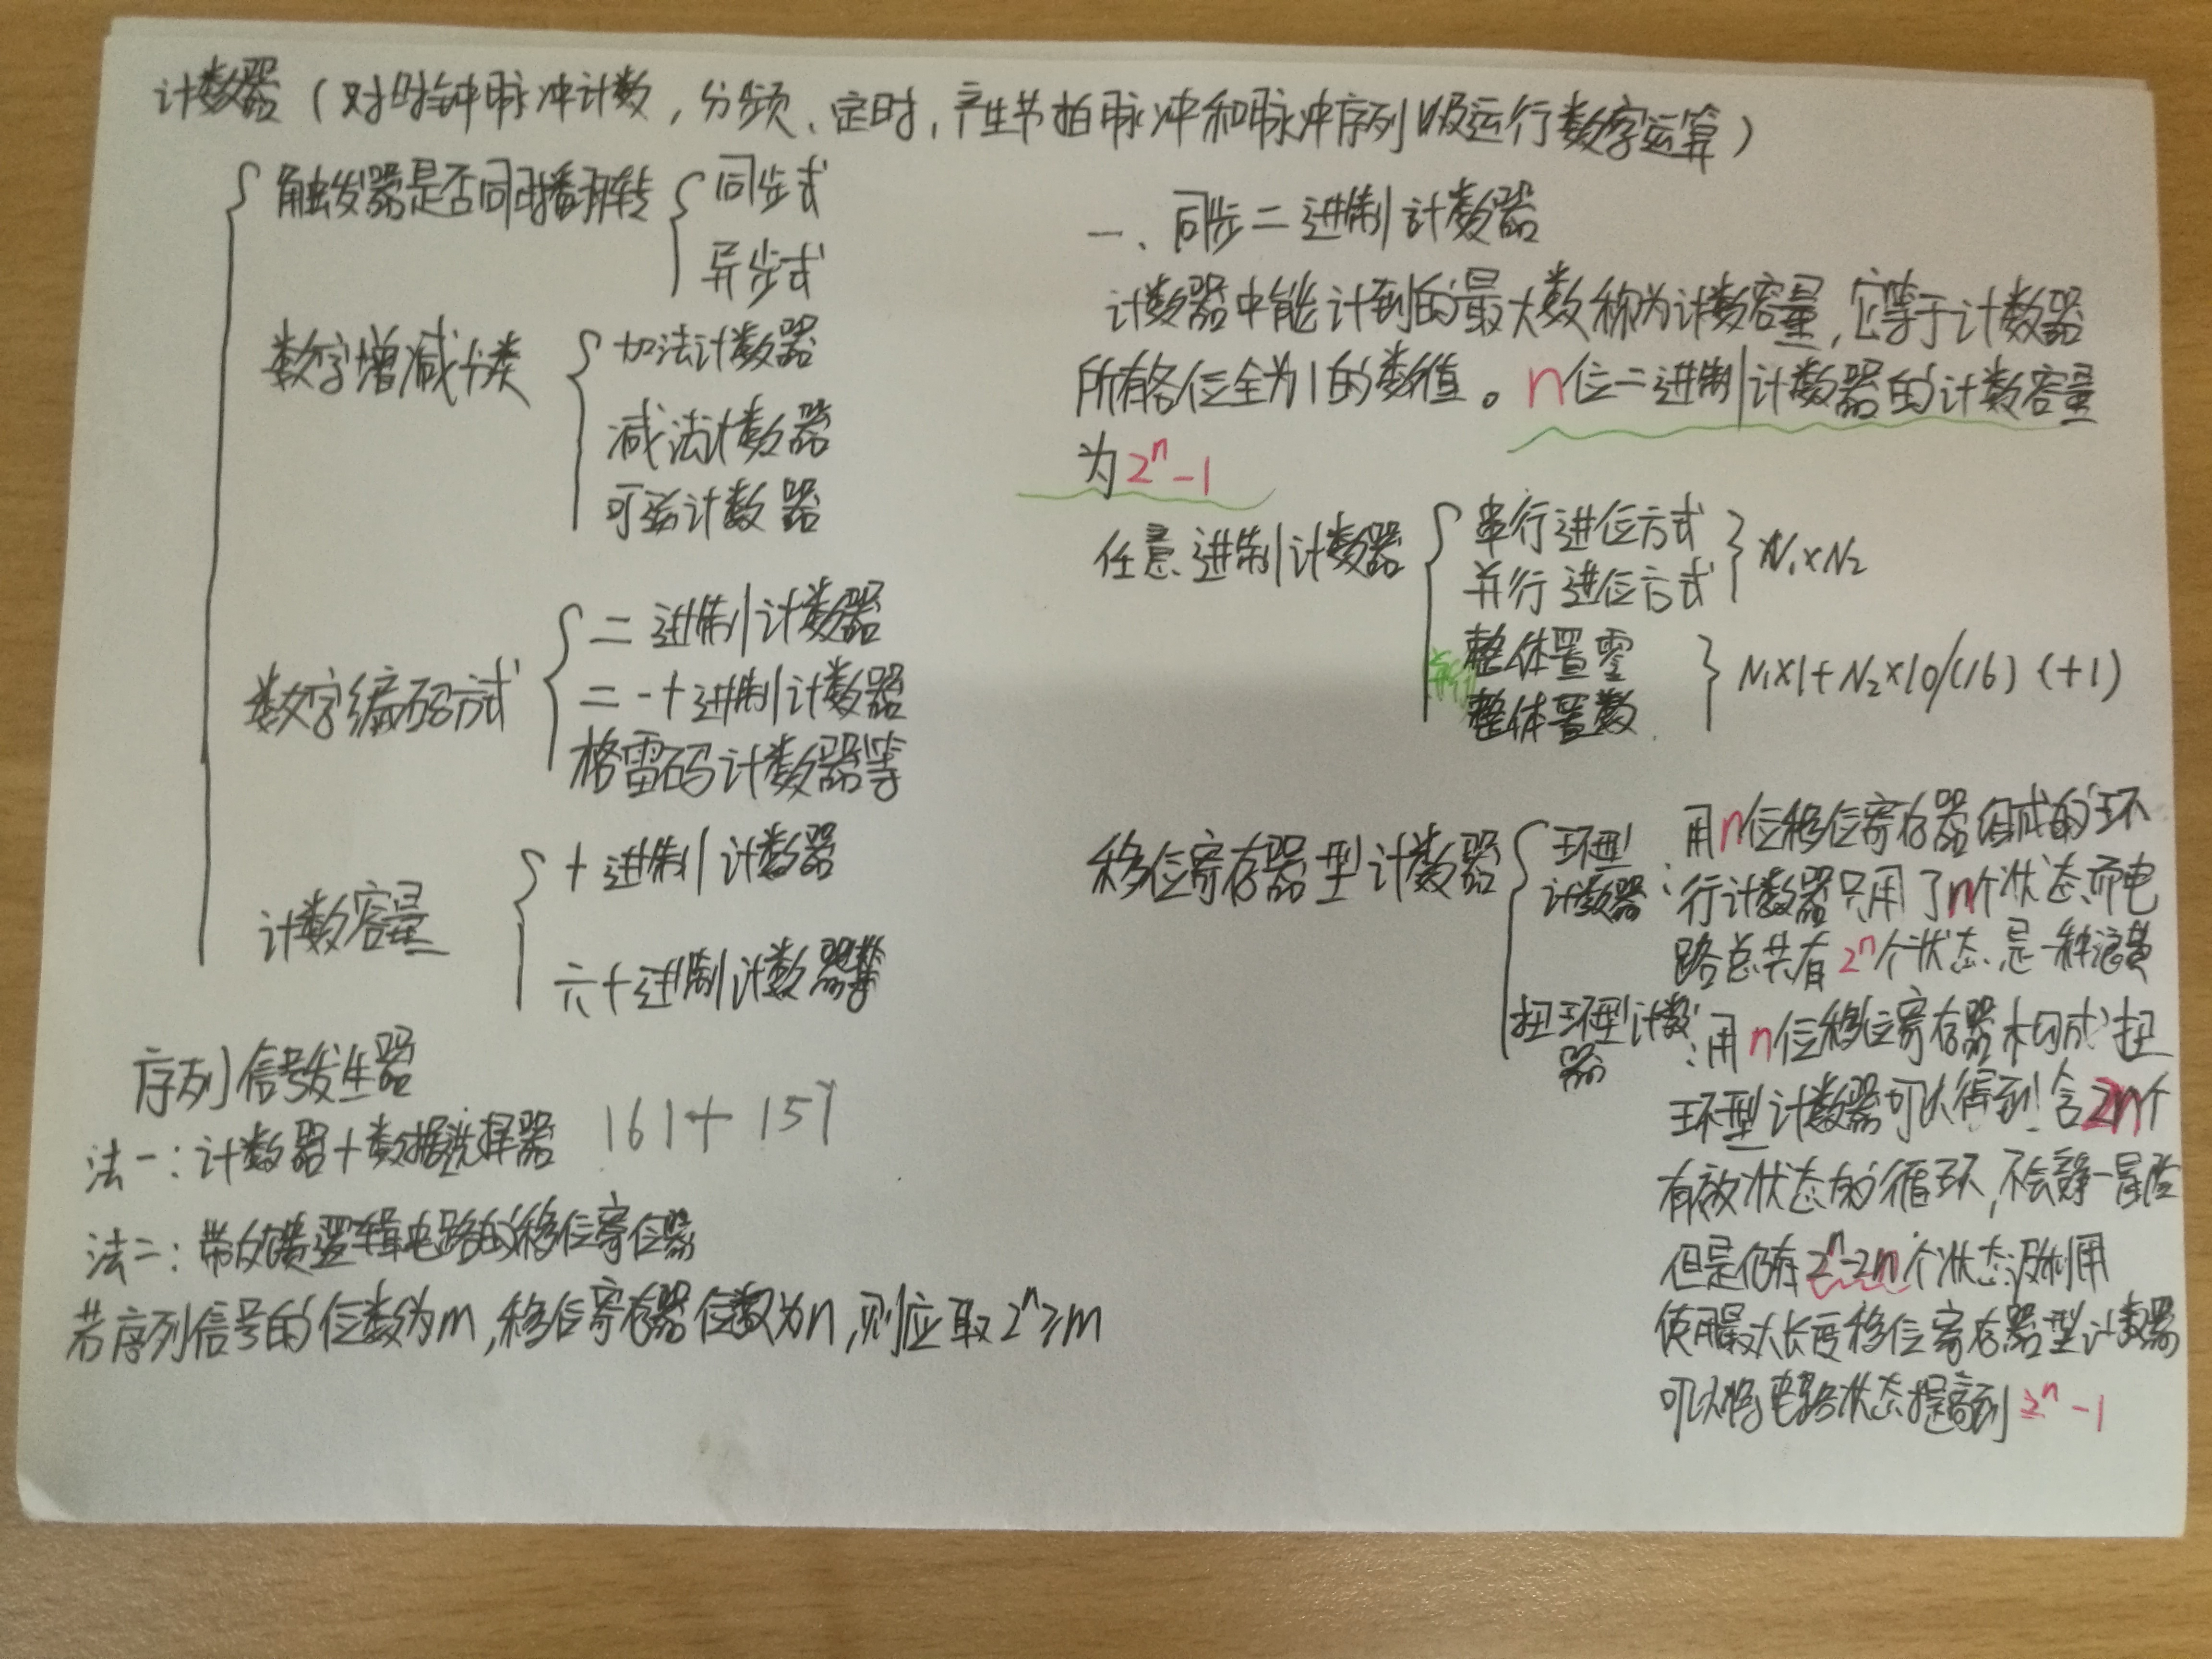 计数器（对时钟脉冲计数，分频、定时，产生节拍脉冲和脉冲序列以及运行数字运算）
触发器是否同时翻转
同步式
异步式
数字增减分类
加法计数器
减法计数器
可逆计数器
数字编码方式
二进制计数器
二-十进制计数器
格雷码计数器等
计数容量
十进制计数器
六十进制计数器等
序列信号发生器
法一：计数器+数据选择器 161+151
法二：带反馈逻辑电路的移位寄存器
若序列信号的位数为m，移位寄存器位数为n，则应取2ⁿ≥m
一、同步二进制计数器
计数器中能计到的最大数称为计数容量，它等于计数器
所有各位全为1的数值。n位二进制计数器的计数容量
为2ⁿ-1
任意进制计数器
串行进位方式
并行进位方式
N₁×N₂
整体置零
整体置数
N₁×1+N₂×10/(16)(+1)
移位寄存器型计数器
环型
计数器：
用n位移位寄存器组成的环
行计数器只用了n个状态而电
路总共有2ⁿ个状态是一种浪费
扭环型计数
器：
用n位移位寄存器构成扭
环型计数器可以得到含2n个
有效状态的循环，不会竞争-冒险
但是仍有2ⁿ-2n个状态没利用
使用最大长度移位寄存器型计数器
可以将电路状态提高到2ⁿ-1